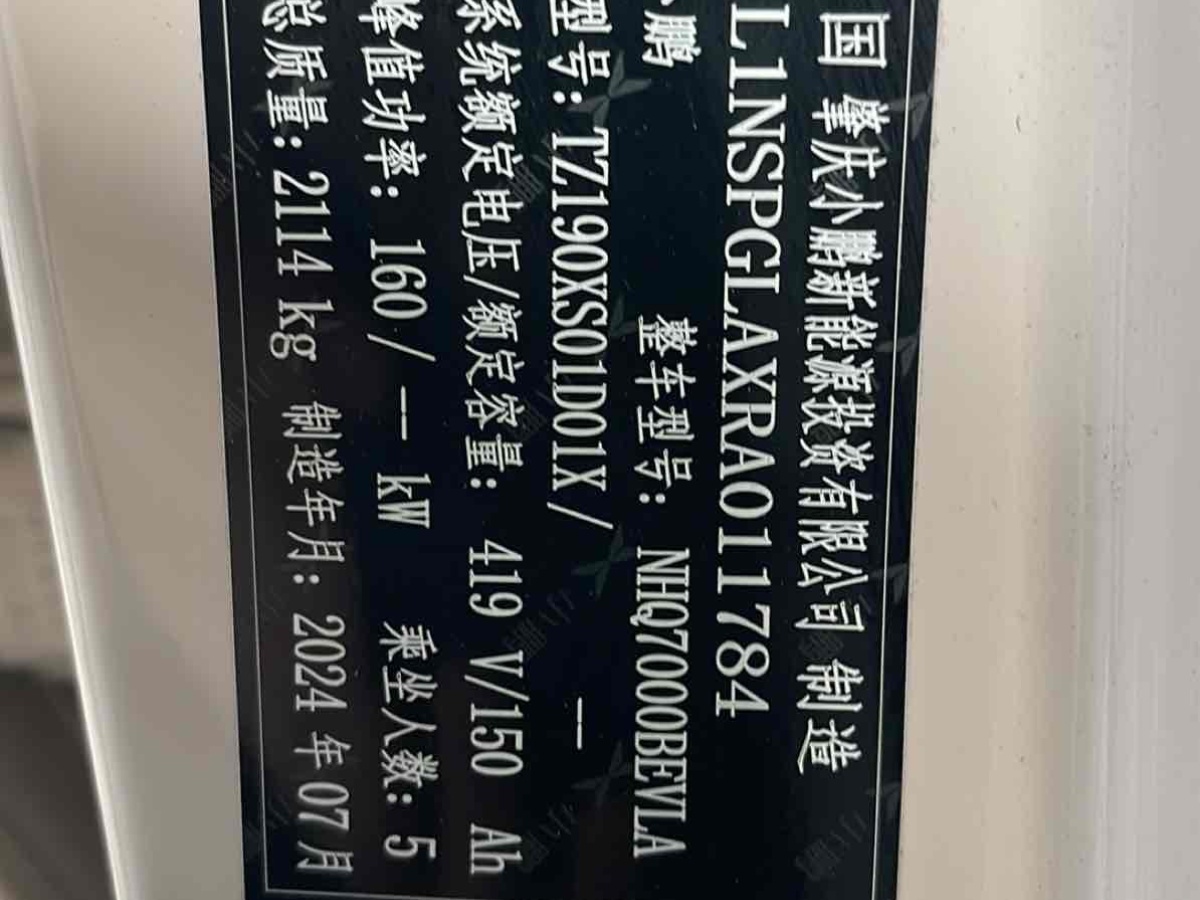 国 肇庆小鹏新能源投资有限公司 制造
L1NSPGLAXRA011784
小鹏 整车型号: NHQ7000BEVLA
型号: TZ190XS01D01X/ —
系统额定电压/额定容量: 419 V/150 Ah
峰值功率: 160/ — kW 乘坐人数: 5
总质量: 2114 kg 制造年月: 2024 年 07 月